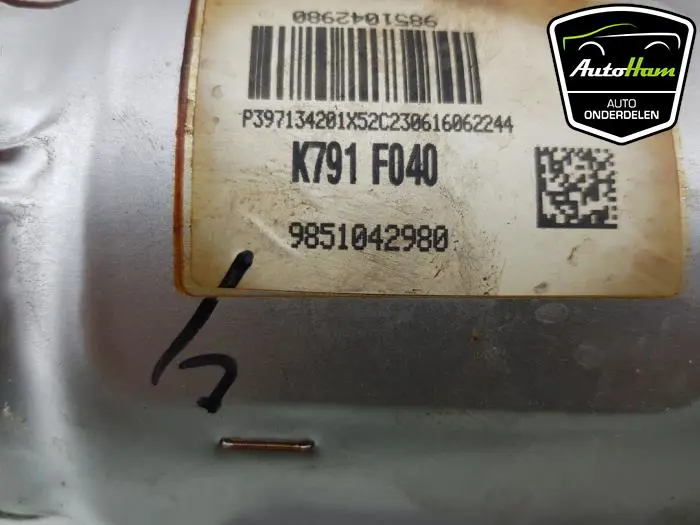 9851042980
P397134201X52C230616062244
K791 F040
9851042980
AutoHam
AUTO
ONDERDELEN